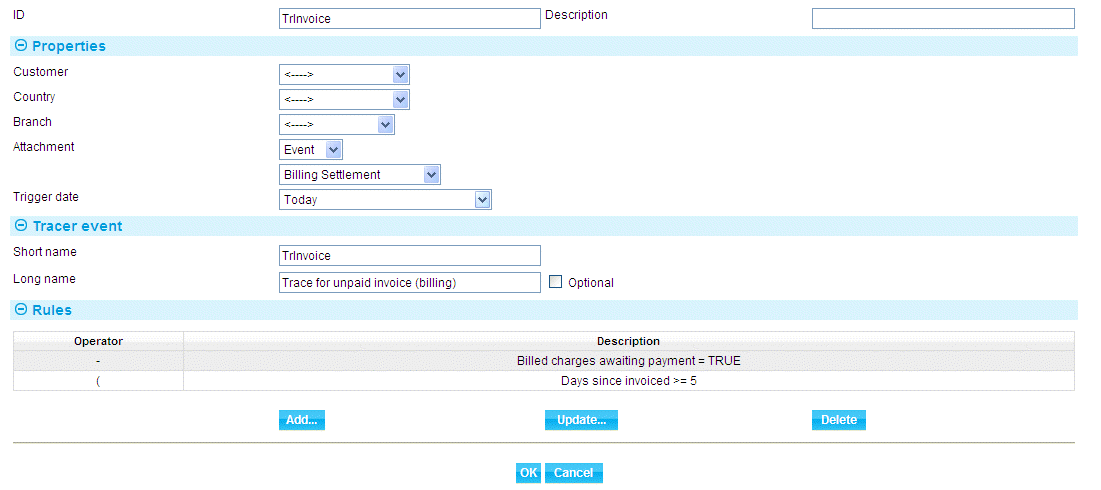 ID TrInvoice Description
Properties
Customer <---->
Country <---->
Branch <---->
Attachment Event
Billing Settlement
Trigger date Today
Tracer event
Short name TrInvoice
Long name Trace for unpaid invoice (billing) Optional
Rules
Operator Description
- Billed charges awaiting payment = TRUE
( Days since invoiced >= 5
Add... Update... Delete
OK Cancel